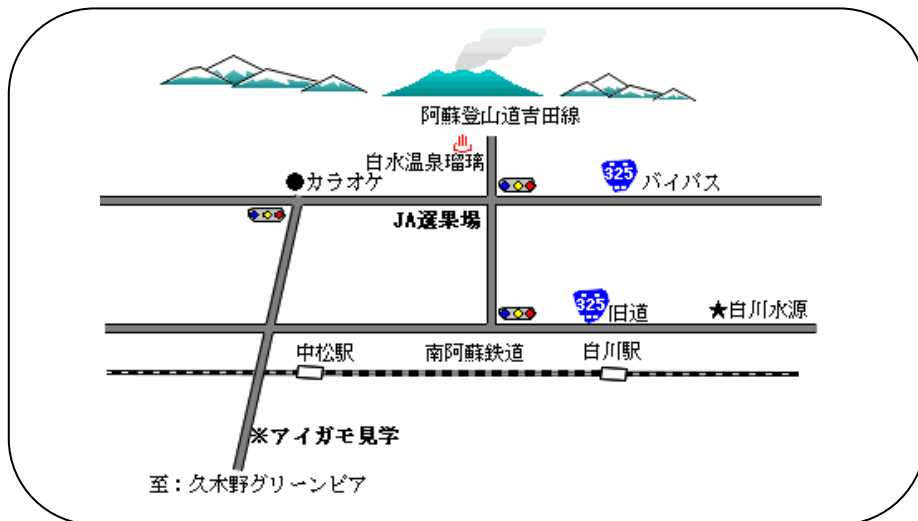 阿蘇登山道吉田線
白水温泉瑠璃
●カラオケ
325 バイパス
JA選果場
325 旧道
★白川水源
中松駅
南阿蘇鉄道
白川駅
※アイガモ見学
至：久木野グリーンピア